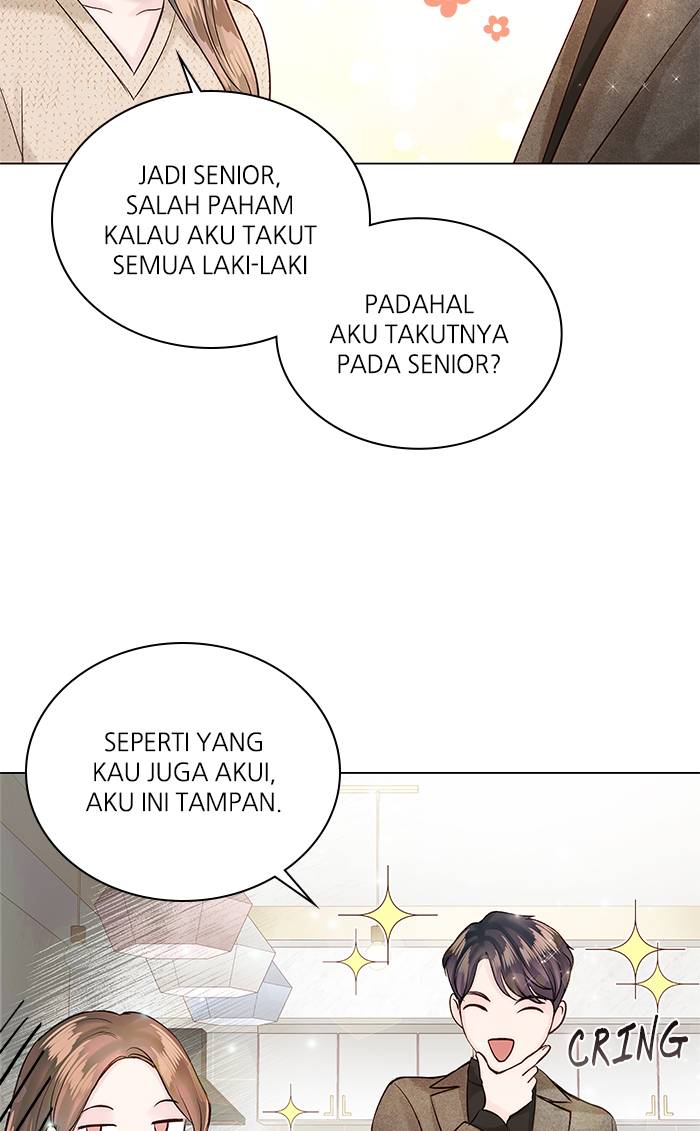 JADI SENIOR,
SALAH PAHAM
KALAU AKU TAKUT
SEMUA LAKI-LAKI
PADAHAL
AKU TAKUTNYA
PADA SENIOR?
SEPERTI YANG
KAU JUGA AKUI,
AKU INI TAMPAN.
CRING